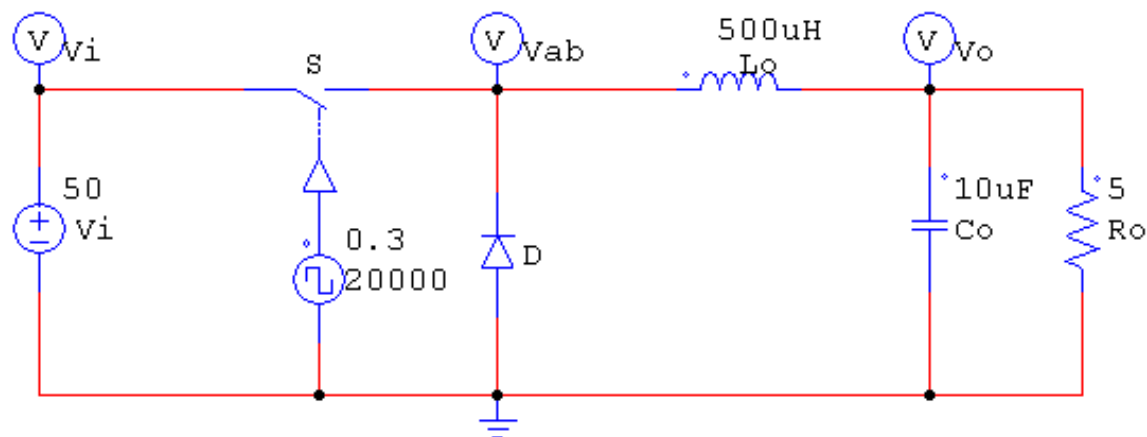 V Vi
S
V Vab
500uH
Lo
V Vo
50
Vi
0.3
20000
D
10uF
Co
5
Ro